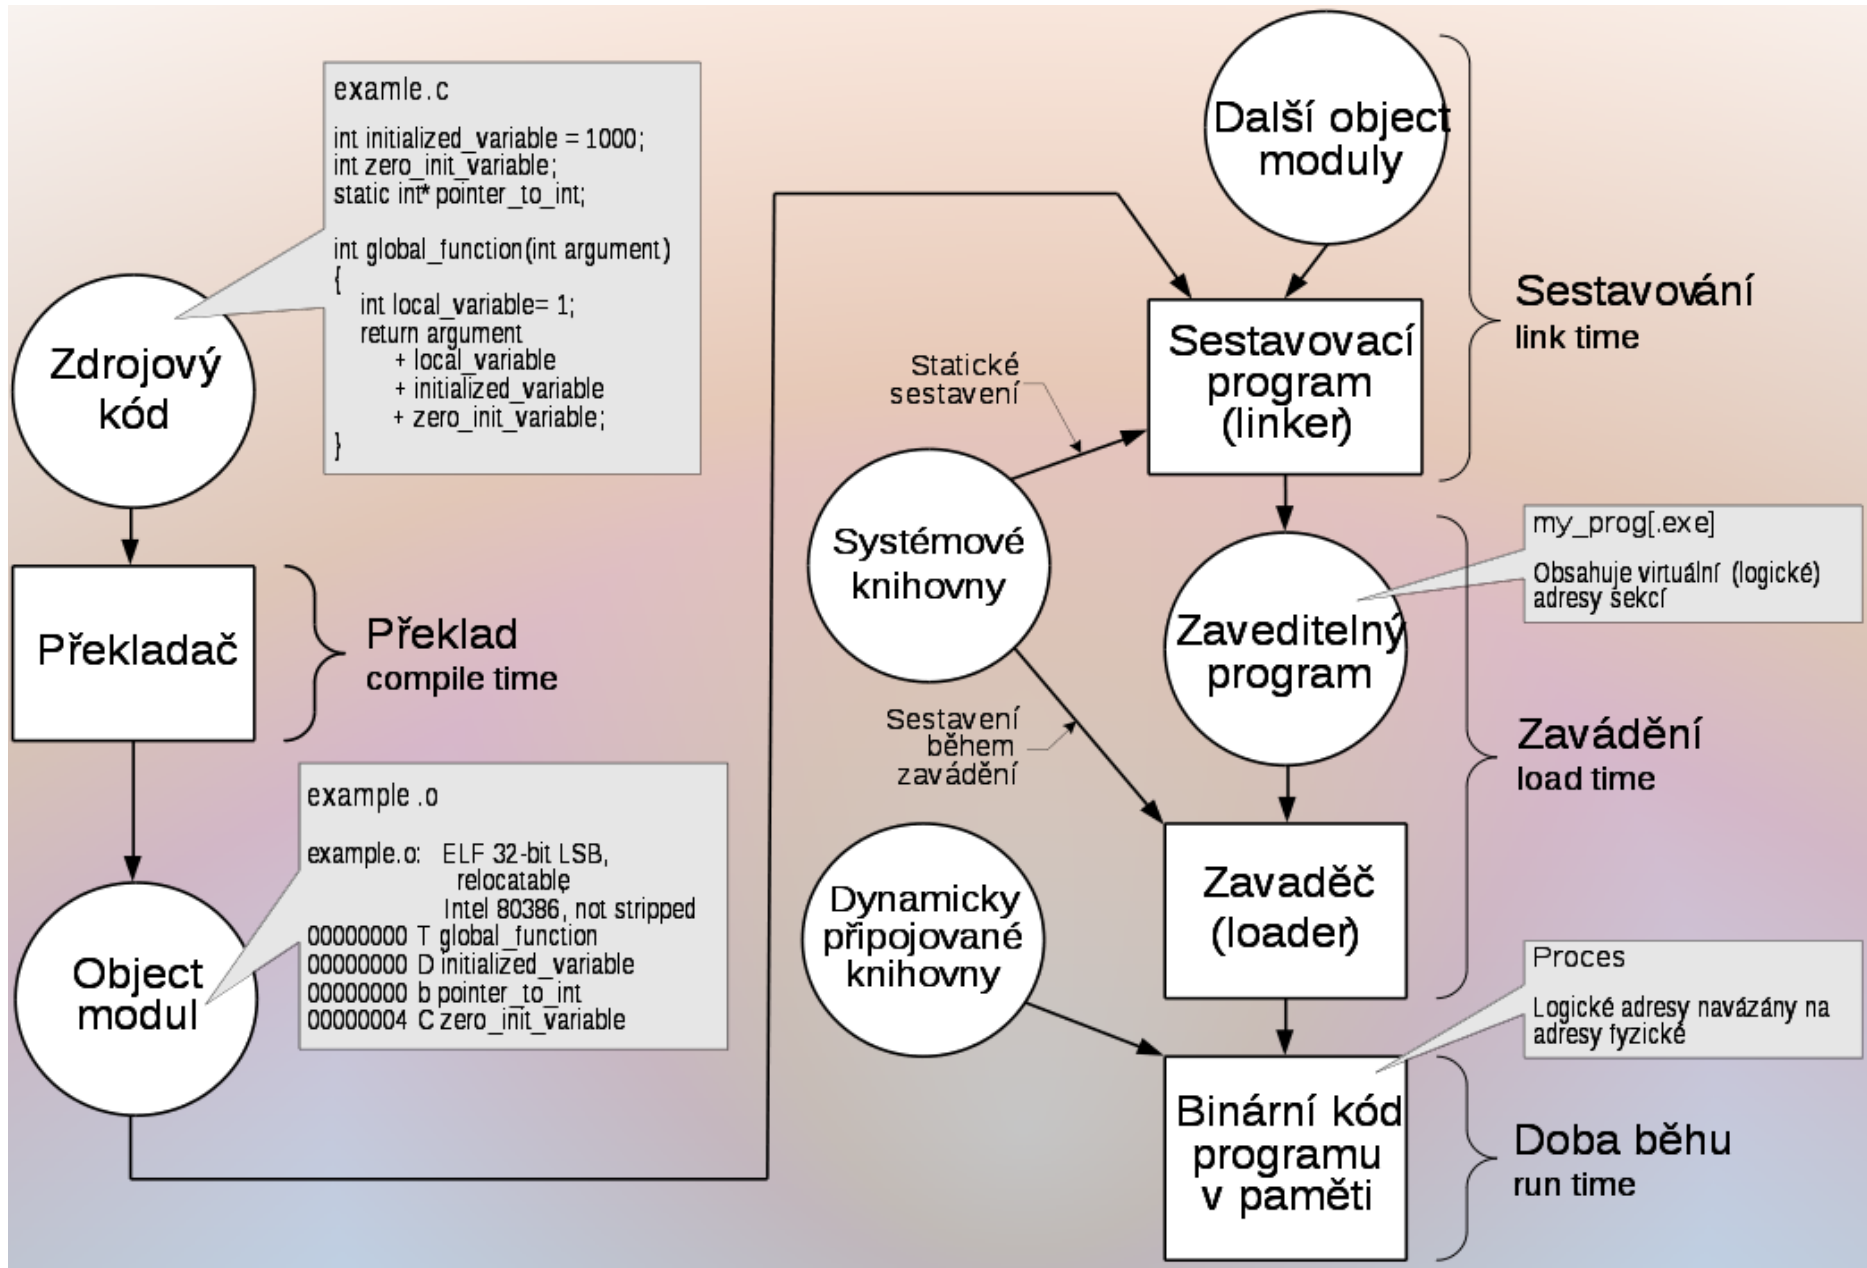 examle.c
int initialized_variable = 1000;
int zero_init_variable;
static int* pointer_to_int;
int global_function(int argument)
{
int local_variable= 1;
return argument
+ local_variable
+ initialized_variable
+ zero_init_variable;
}
Zdrojový
kód
Překladač
Překlad
compile time
example.o
example.o: ELF 32-bit LSB,
relocatable,
Intel 80386, not stripped
00000000 T global_function
00000000 D initialized_variable
00000000 b pointer_to_int
00000004 C zero_init_variable
Object
modul
Další object
moduly
Sestavovací
program
(linker)
Sestavování
link time
Statické
sestavení
Systémové
knihovny
my_prog[.exe]
Obsahuje virtuální (logické)
adresy sekcí
Zaveditelný
program
Sestavení
během
zavádění
Zavádění
load time
Zavaděč
(loader)
Dynamicky
připojované
knihovny
Proces
Logické adresy navázány na
adresy fyzické
Binární kód
programu
v paměti
Doba běhu
run time